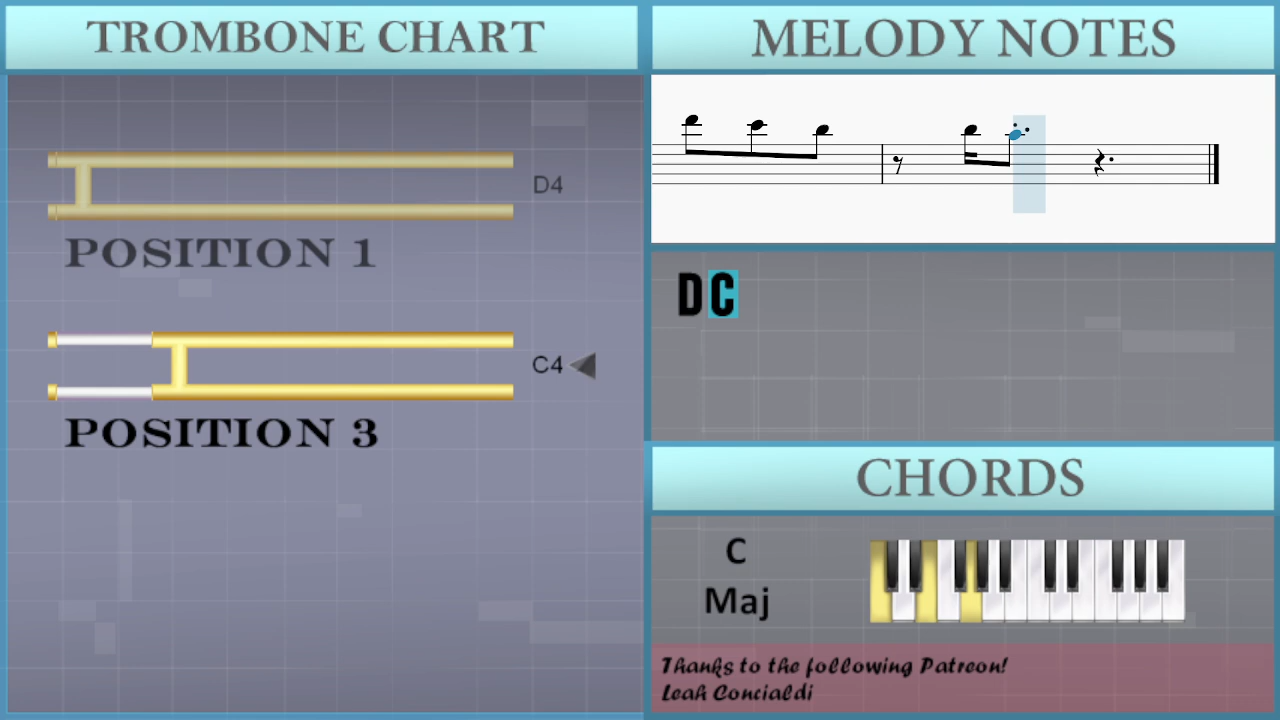 TROMBONE CHART
D4
POSITION 1
C4
POSITION 3
MELODY NOTES
D C
CHORDS
C
Maj
Thanks to the following Patreon!
Leah Concialdi